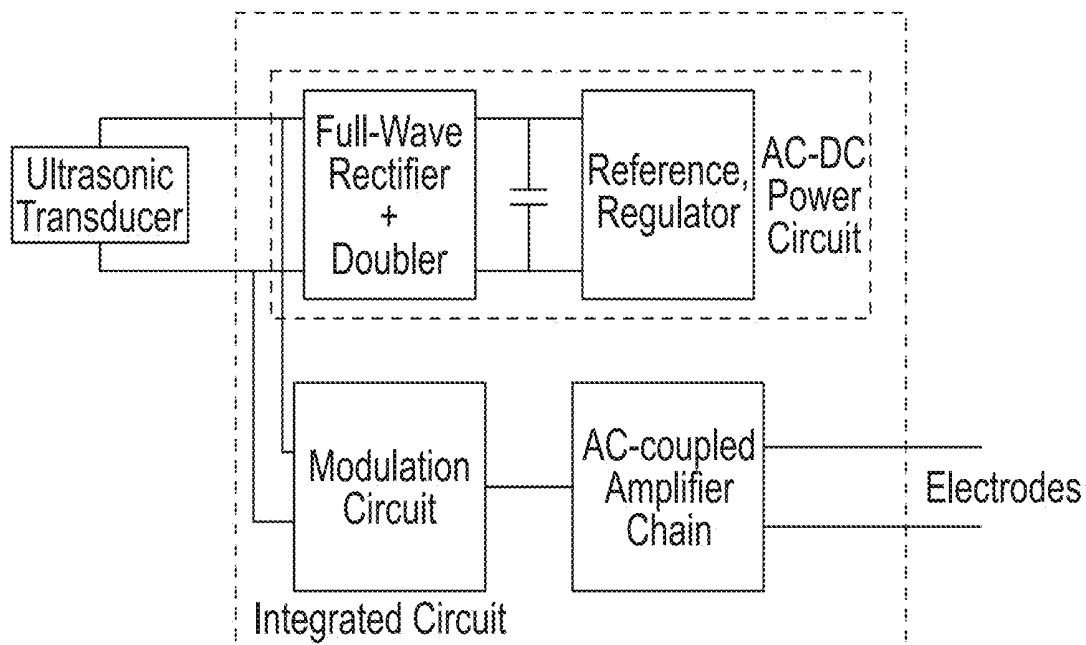 Ultrasonic
Transducer
Full-Wave
Rectifier
+
Doubler
Reference,
Regulator
AC-DC
Power
Circuit
Modulation
Circuit
AC-coupled
Amplifier
Chain
Electrodes
Integrated Circuit